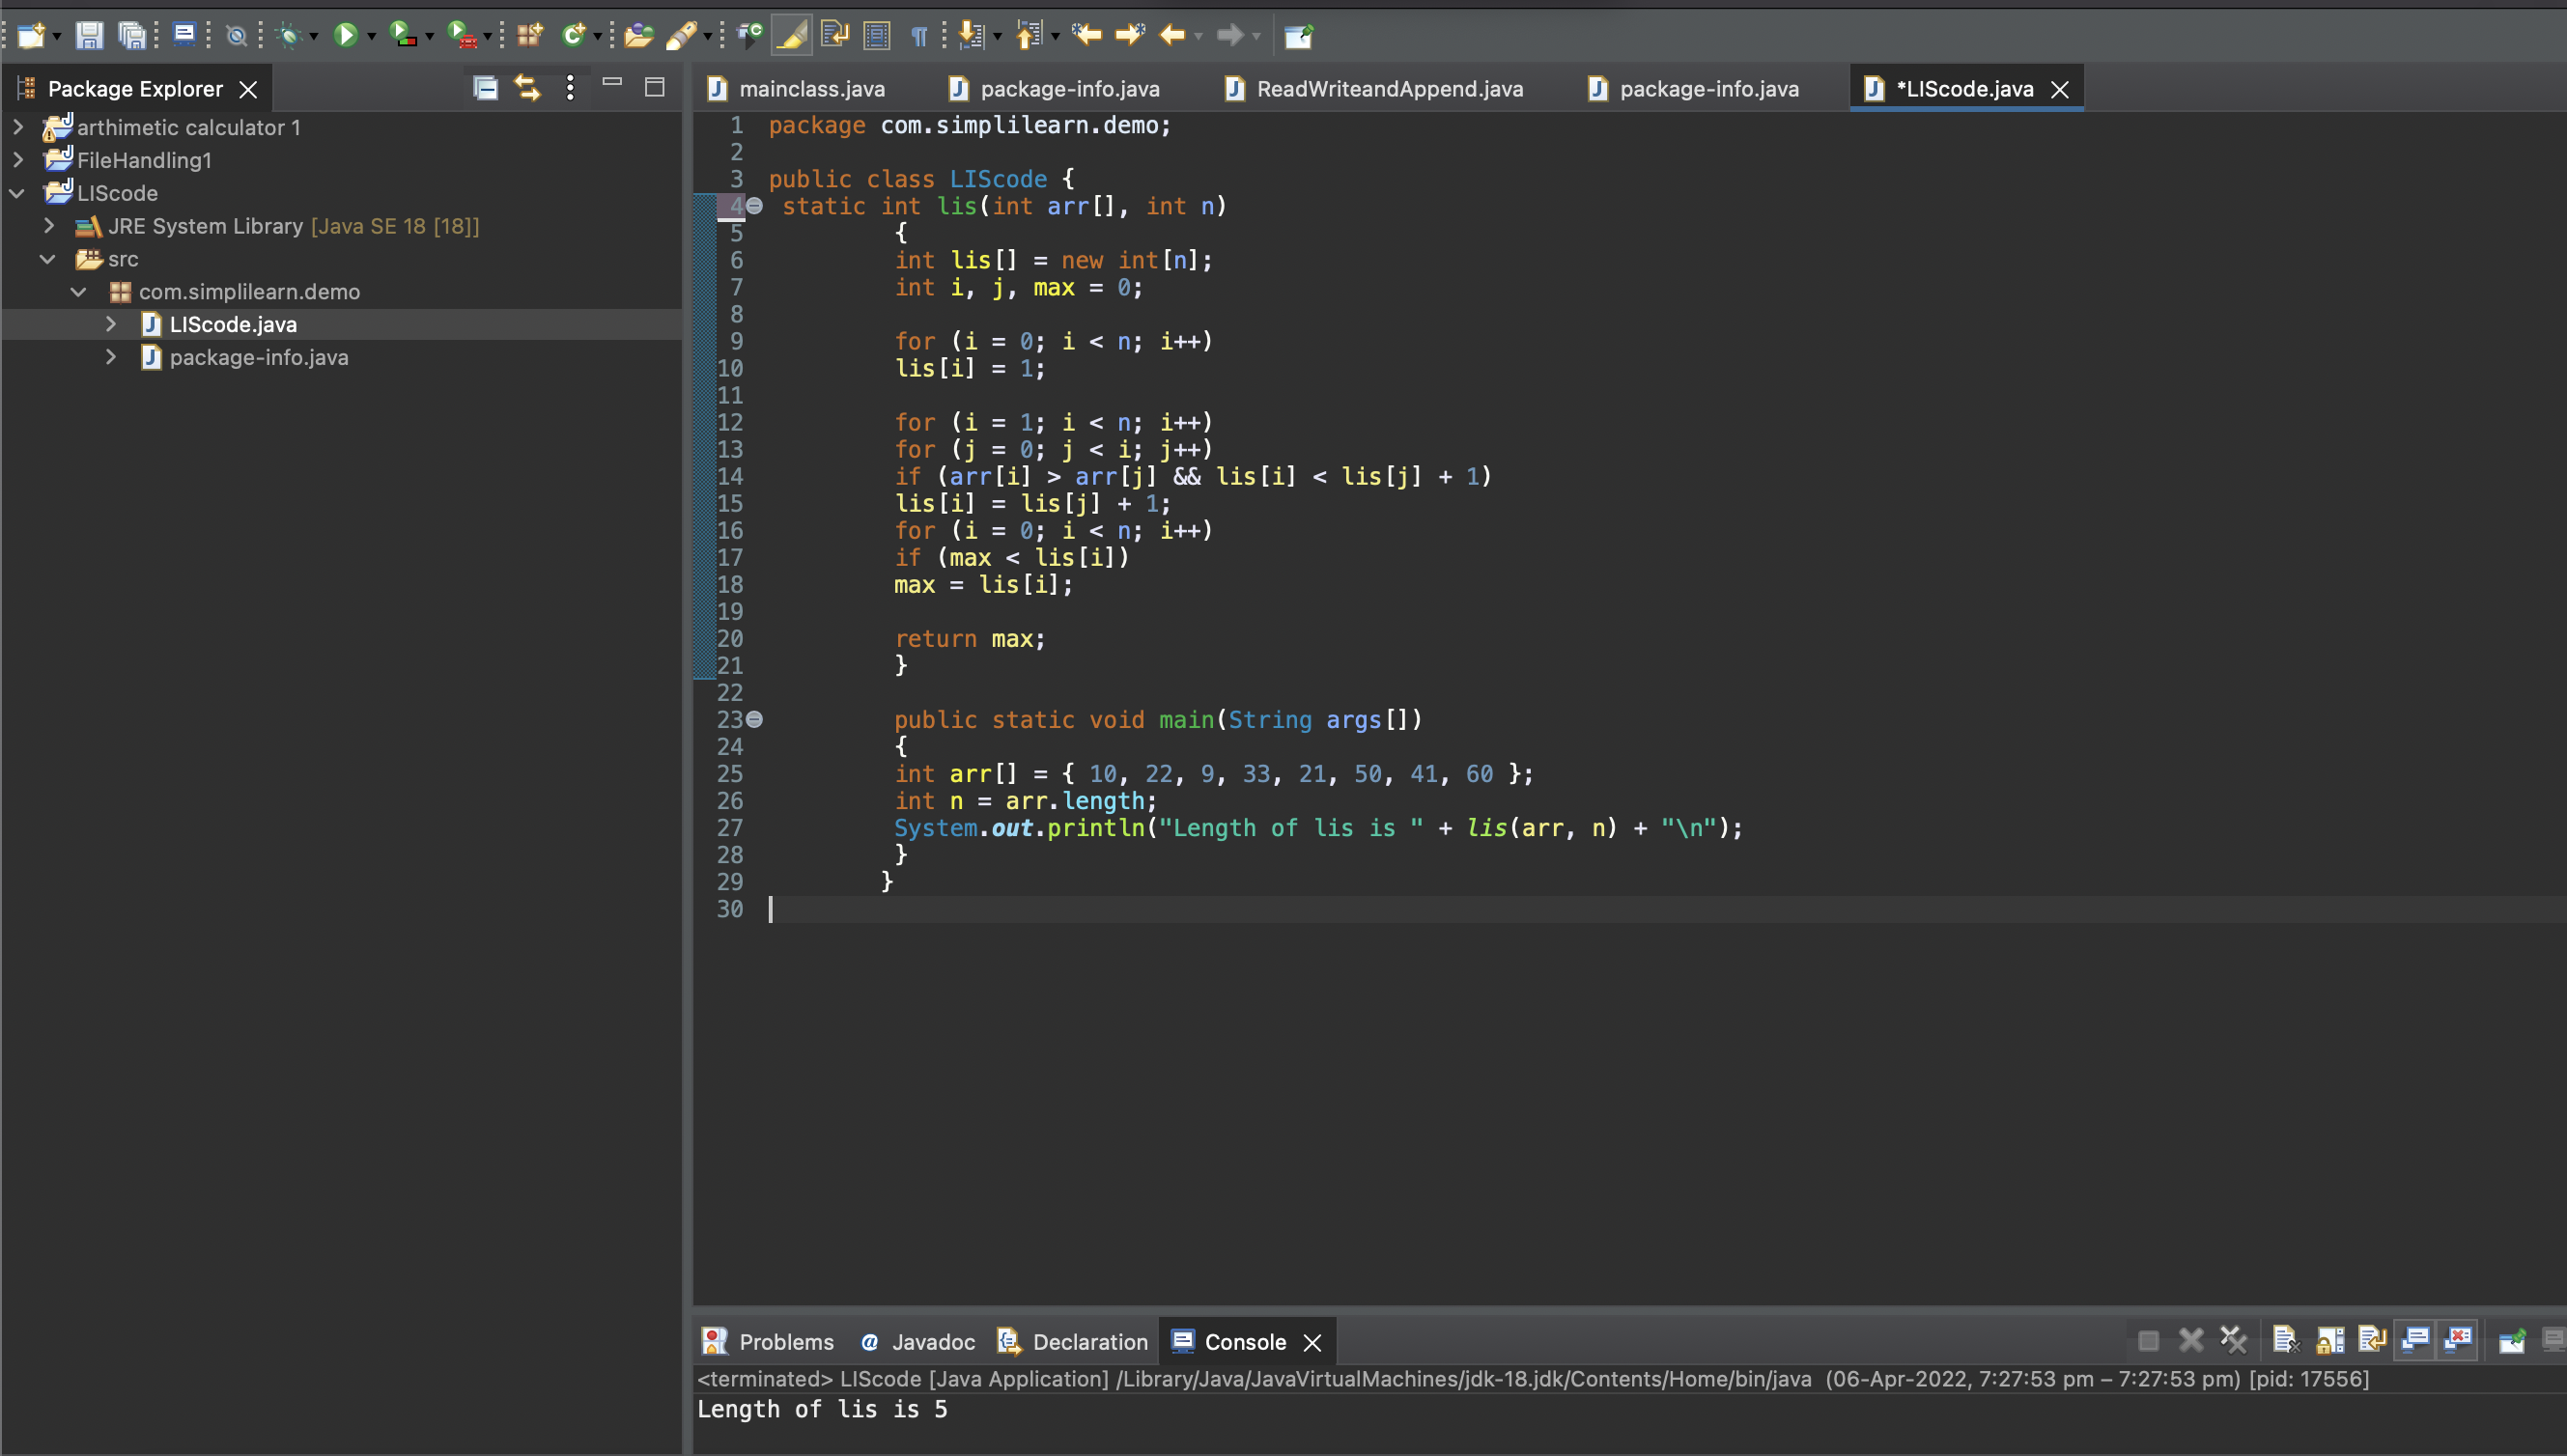 Package Explorer
arthimetic calculator 1
FileHandling1
LIScode
JRE System Library [Java SE 18 [18]]
src
com.simplilearn.demo
LIScode.java
package-info.java
mainclass.java package-info.java ReadWriteandAppend.java package-info.java *LIScode.java
1 package com.simplilearn.demo;
2
3 public class LIScode {
4 static int lis(int arr[], int n)
5 {
6 int lis[] = new int[n];
7 int i, j, max = 0;
8
9 for (i = 0; i < n; i++)
10 lis[i] = 1;
11
12 for (i = 1; i < n; i++)
13 for (j = 0; j < i; j++)
14 if (arr[i] > arr[j] && lis[i] < lis[j] + 1)
15 lis[i] = lis[j] + 1;
16 for (i = 0; i < n; i++)
17 if (max < lis[i])
18 max = lis[i];
19
20 return max;
21 }
22
23 public static void main(String args[])
24 {
25 int arr[] = { 10, 22, 9, 33, 21, 50, 41, 60 };
26 int n = arr.length;
27 System.out.println("Length of lis is " + lis(arr, n) + "\n");
28 }
29 }
30
Problems @ Javadoc Declaration Console
<terminated> LIScode [Java Application] /Library/Java/JavaVirtualMachines/jdk-18.jdk/Contents/Home/bin/java (06-Apr-2022, 7:27:53 pm – 7:27:53 pm) [pid: 17556]
Length of lis is 5